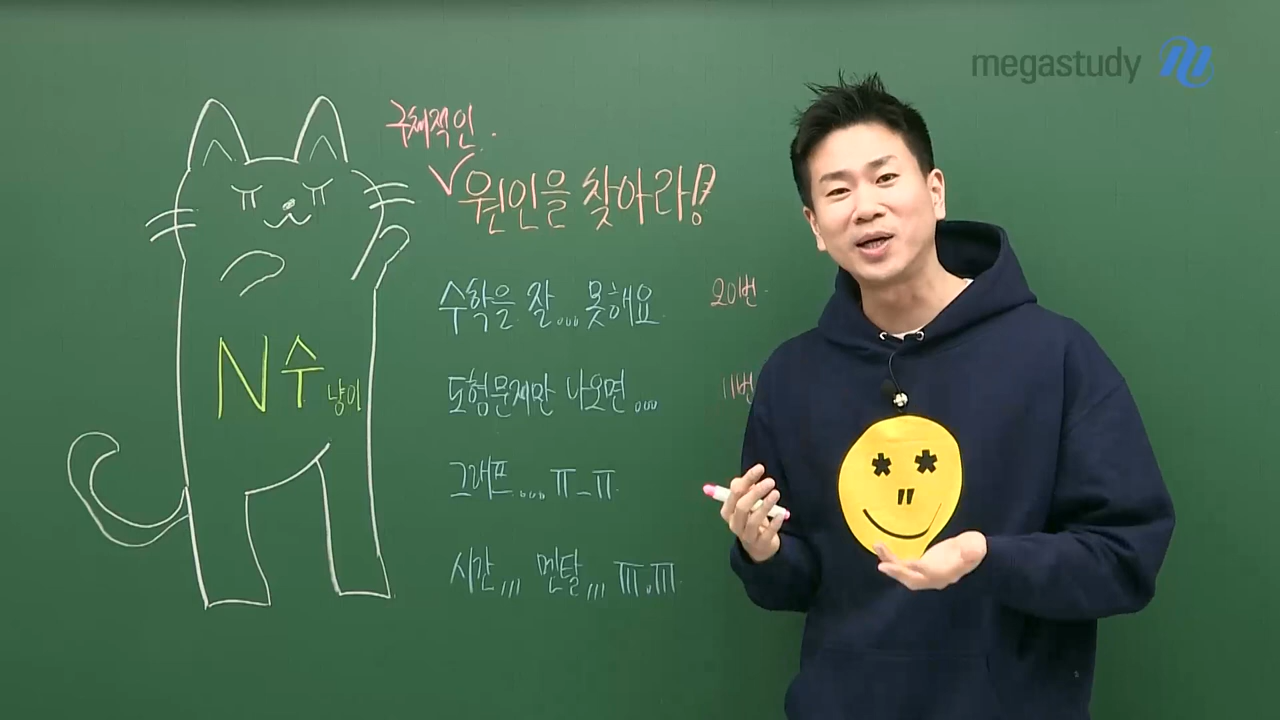 megastudy
구체적인.
✓원인을 찾아라!
수학을 잘... 못해요 20번.
도형문제만 나오면... 11번
그래프.... ㅠ_ㅠ.
시간,,, 멘탈,,, ㅠㅠ.ㅠㅠ.
N수냥이